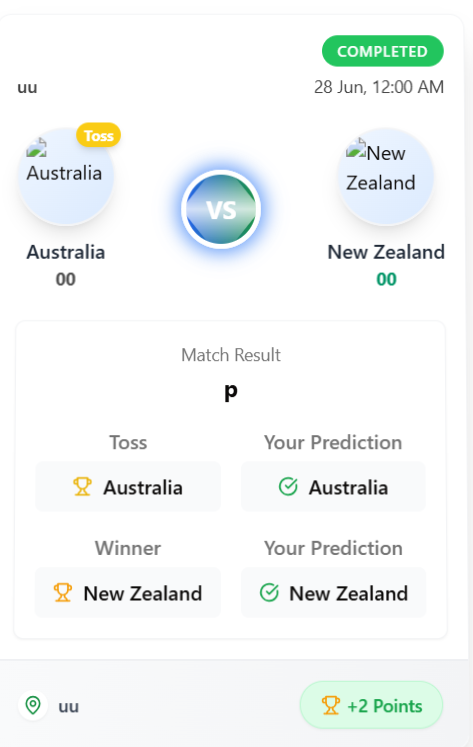 COMPLETED
uu
28 Jun, 12:00 AM
Toss
Australia
New
Zealand
VS
Australia
New Zealand
00
00
Match Result
p
Toss
Your Prediction
Australia
Australia
Winner
Your Prediction
New Zealand
New Zealand
uu
+2 Points